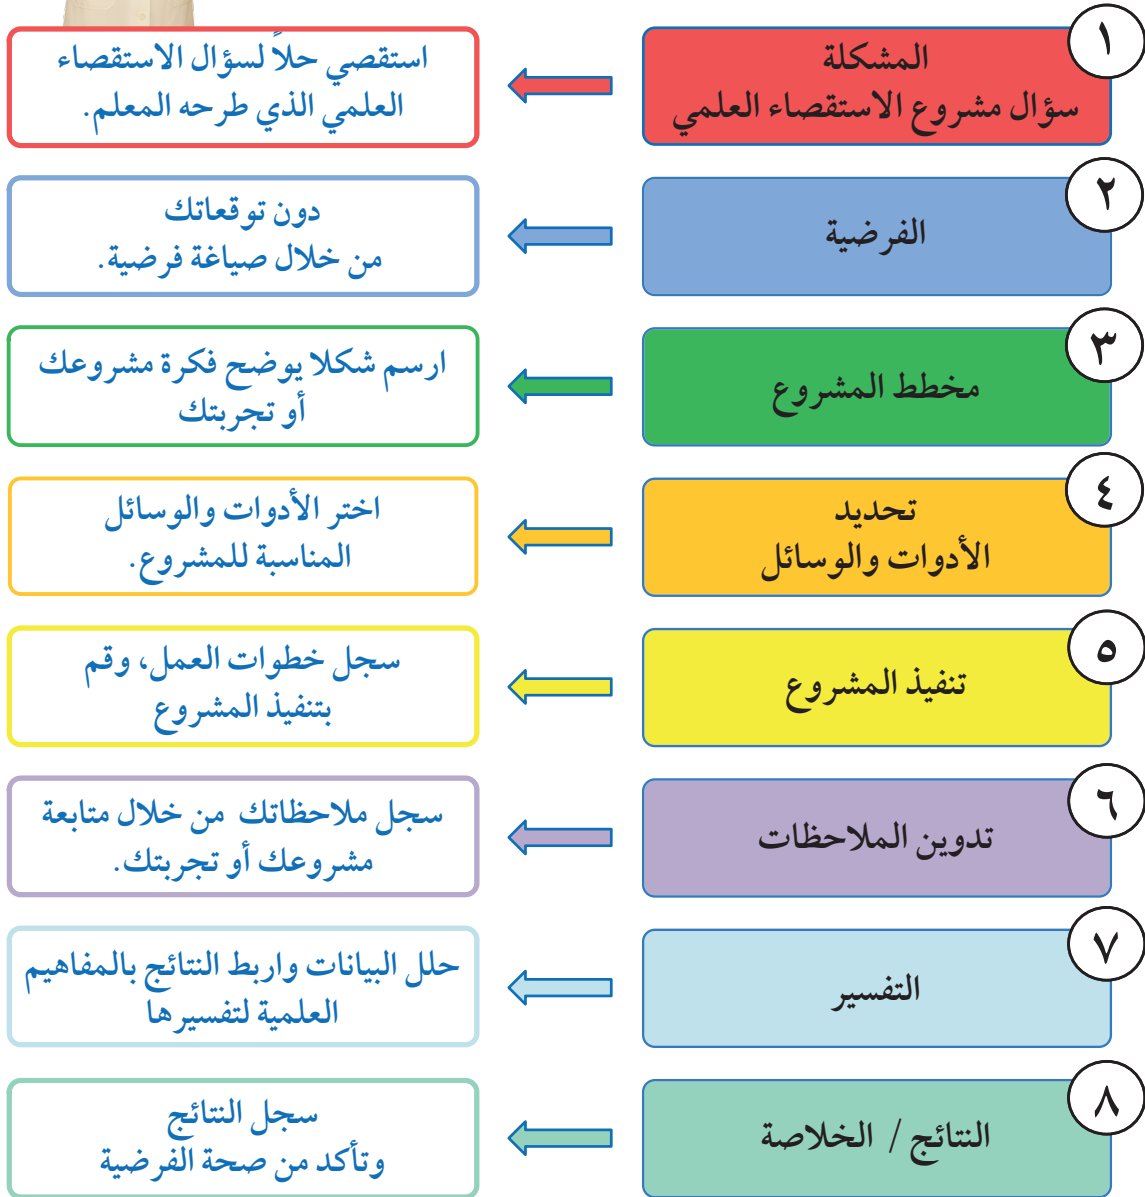 ١
المشكلة
سؤال مشروع الاستقصاء العلمي
استقصي حلاً لسؤال الاستقصاء
العلمي الذي طرحه المعلم.
٢
الفرضية
دون توقعاتك
من خلال صياغة فرضية.
٣
مخطط المشروع
ارسم شكلا يوضح فكرة مشروعك
أو تجربتك
٤
تحديد
الأدوات والوسائل
اختر الأدوات والوسائل
المناسبة للمشروع.
٥
تنفيذ المشروع
سجل خطوات العمل، وقم
بتنفيذ المشروع
٦
تدوين الملاحظات
سجل ملاحظاتك من خلال متابعة
مشروعك أو تجربتك.
٧
التفسير
حلل البيانات واربط النتائج بالمفاهيم
العلمية لتفسيرها
٨
النتائج / الخلاصة
سجل النتائج
وتأكد من صحة الفرضية